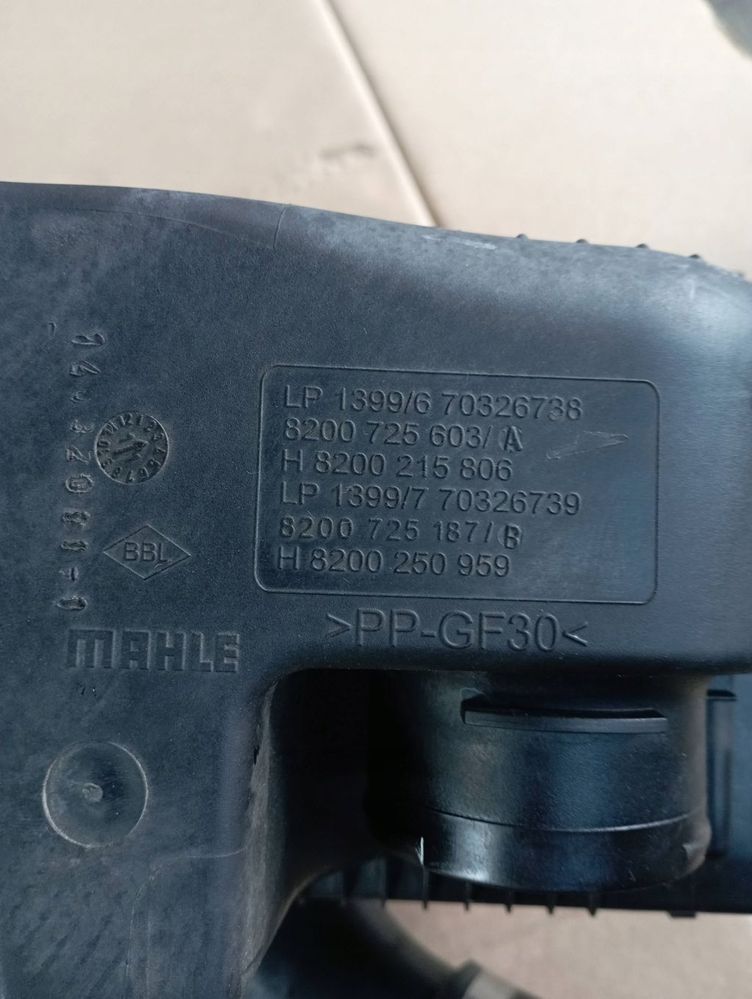 LP 1399/6 70326738
8200 725 603/A
H 8200 215 806
LP 1399/7 70326739
8200 725 187/B
H 8200 250 959
>PP-GF30<
BBL
MAHLE